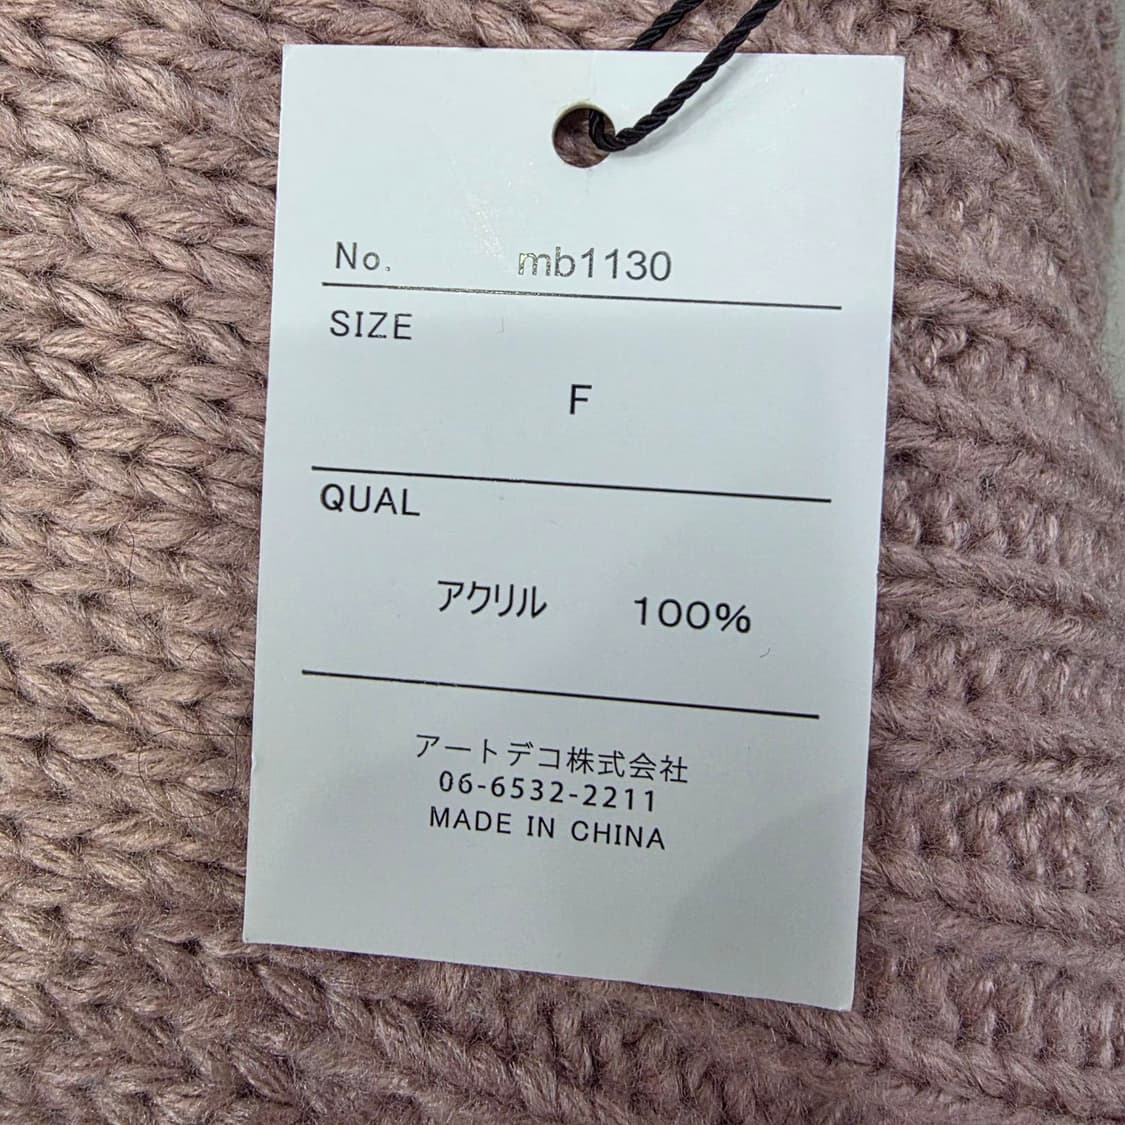 No. mb1130
SIZE
F
QUAL
アクリル 100%
アートデコ株式会社
06-6532-2211
MADE IN CHINA